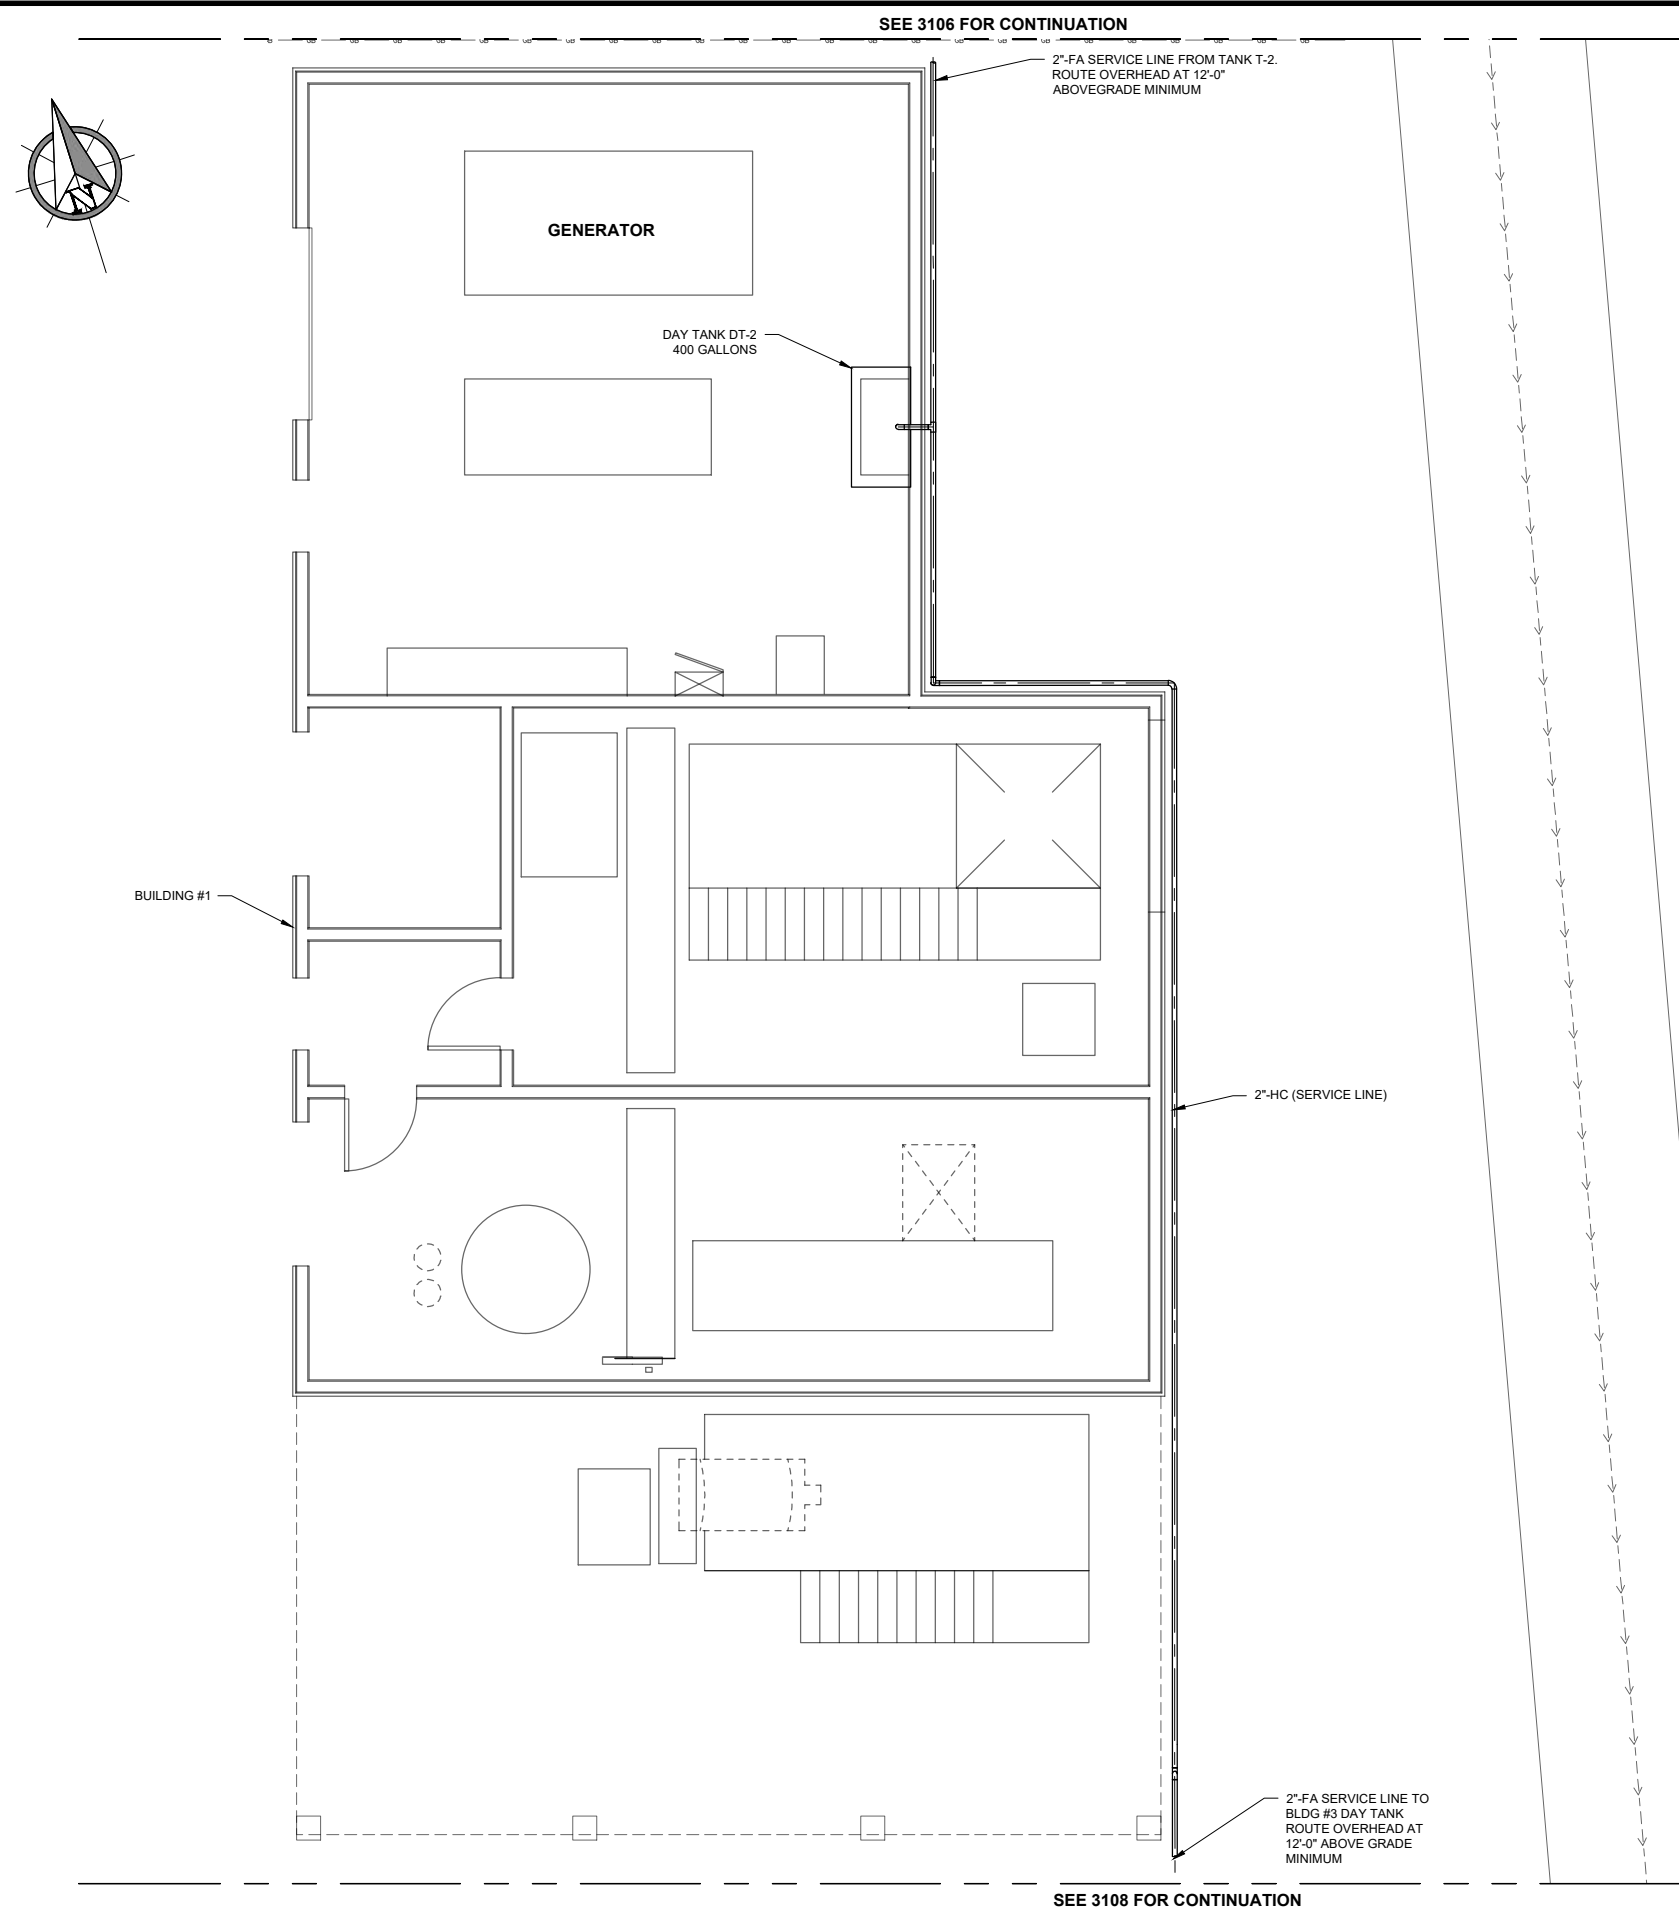 SEE 3106 FOR CONTINUATION
2"-FA SERVICE LINE FROM TANK T-2.
ROUTE OVERHEAD AT 12'-0"
ABOVEGRADE MINIMUM
N
GENERATOR
DAY TANK DT-2
400 GALLONS
BUILDING #1
2"-HC (SERVICE LINE)
2"-FA SERVICE LINE TO
BLDG #3 DAY TANK
ROUTE OVERHEAD AT
12'-0" ABOVE GRADE
MINIMUM
SEE 3108 FOR CONTINUATION